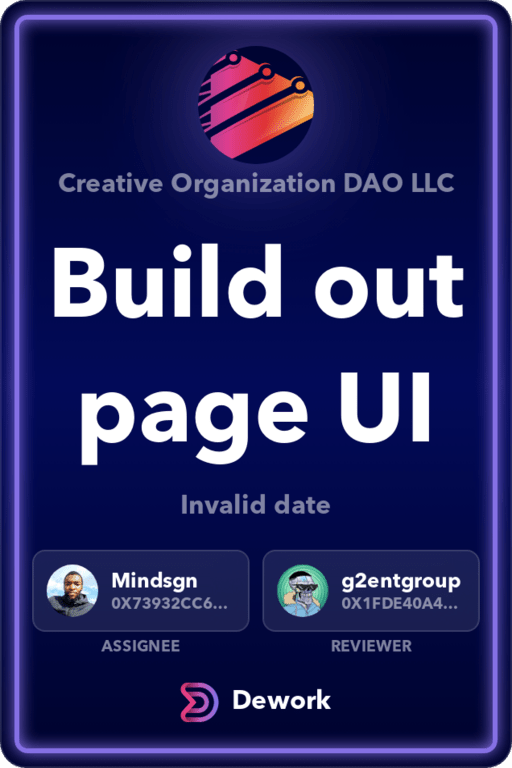 Creative Organization DAO LLC
Build out
page UI
Invalid date
Mindsgn
0X73932CC6...
ASSIGNEE
g2entgroup
0X1FDE40A4...
REVIEWER
Dework